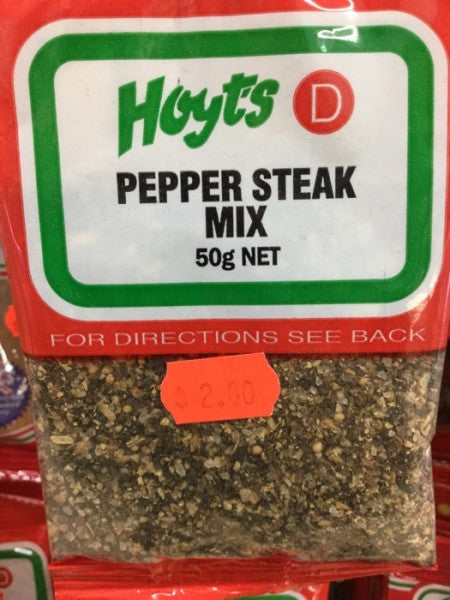 Hoyt's D
PEPPER STEAK
MIX
50g NET
FOR DIRECTIONS SEE BACK
$ 2.00